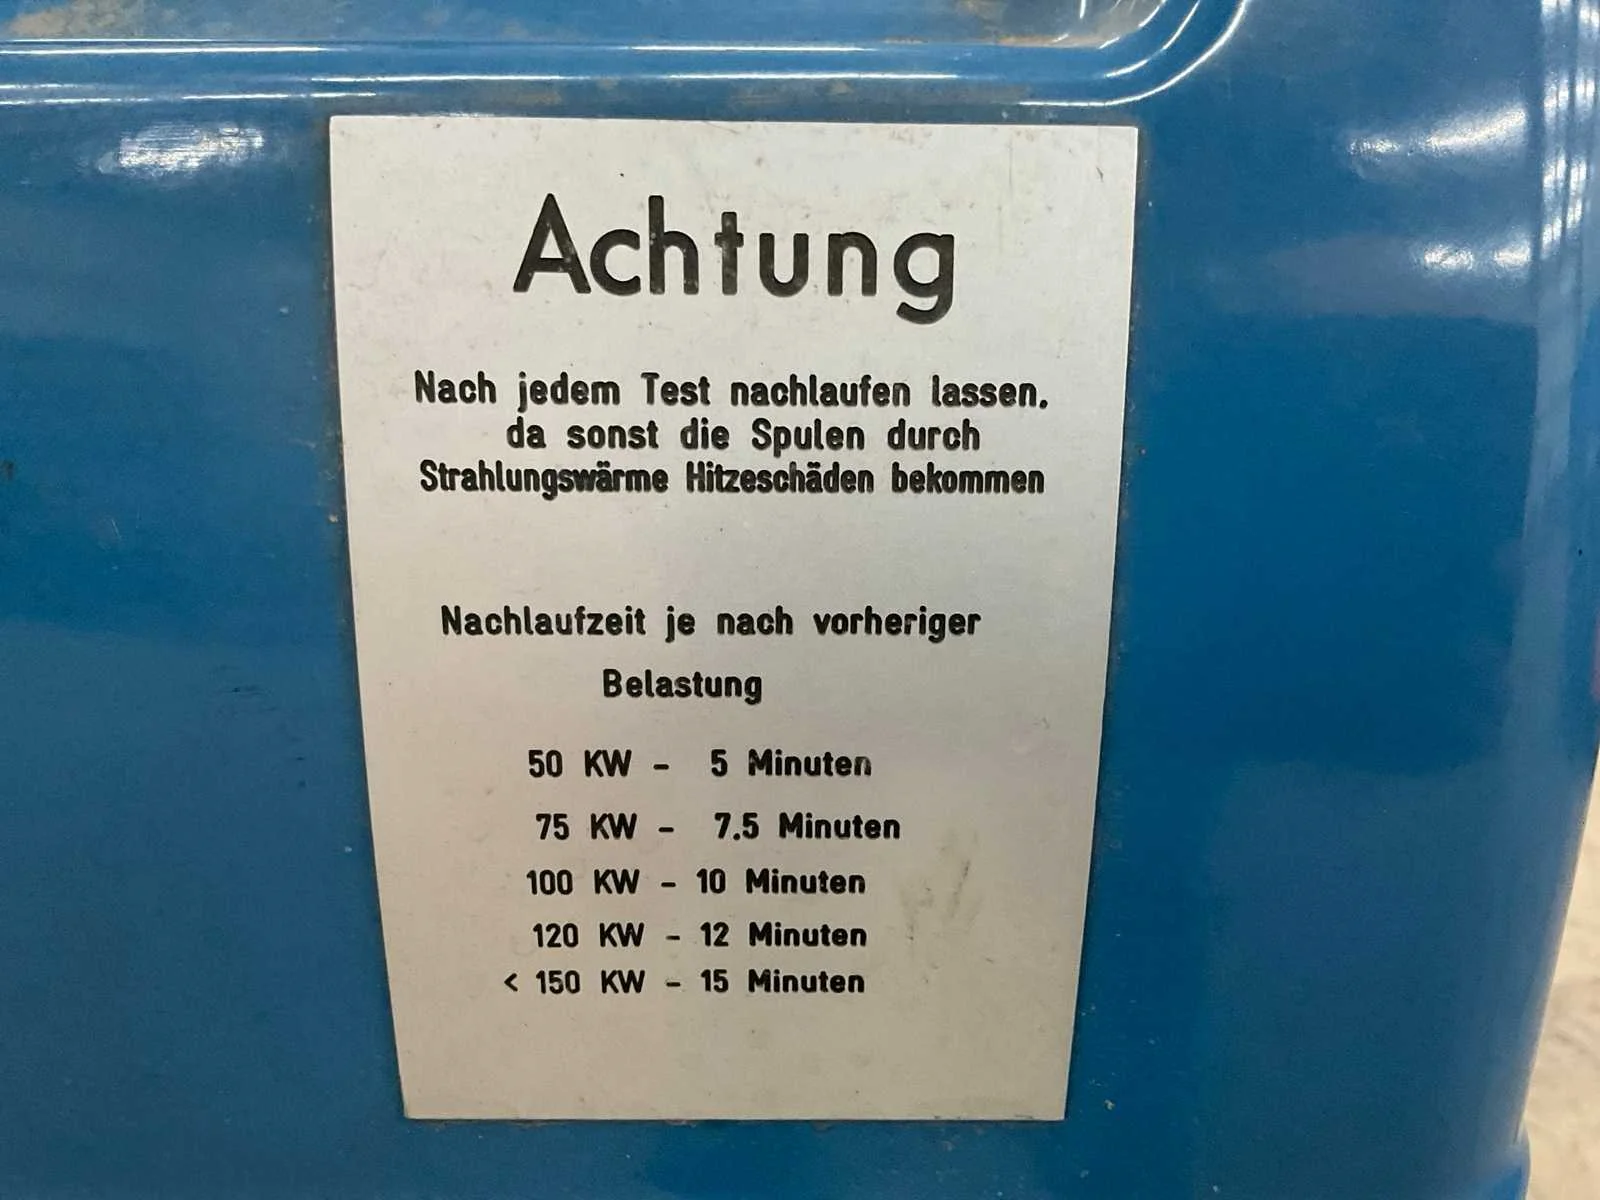 Achtung
Nach jedem Test nachlaufen lassen.
da sonst die Spulen durch
Strahlungswärme Hitzeschäden bekommen
Nachlaufzeit je nach vorheriger
Belastung
50 KW - 5 Minuten
75 KW - 7.5 Minuten
100 KW - 10 Minuten
120 KW - 12 Minuten
< 150 KW - 15 Minuten